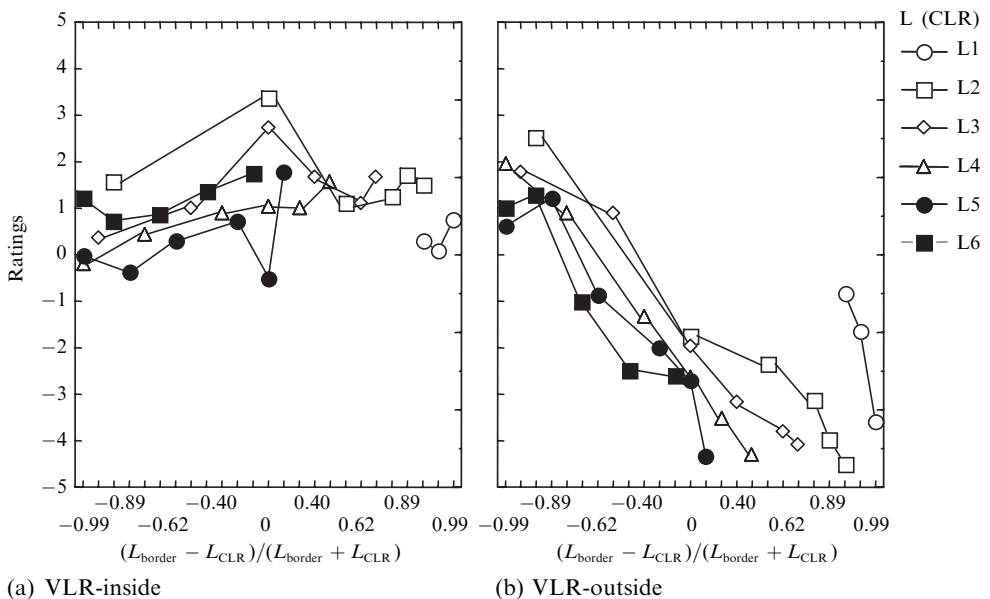 L (CLR)
L1
L2
L3
L4
L5
L6
Ratings
5
4
3
2
1
0
−1
−2
−3
−4
−5
−0.89 −0.40 0.40 0.89
−0.99 −0.62 0 0.62 0.99
(L_border − L_CLR)/(L_border + L_CLR)
(a) VLR-inside
−0.89 −0.40 0.40 0.89
−0.99 −0.62 0 0.62 0.99
(L_border − L_CLR)/(L_border + L_CLR)
(b) VLR-outside